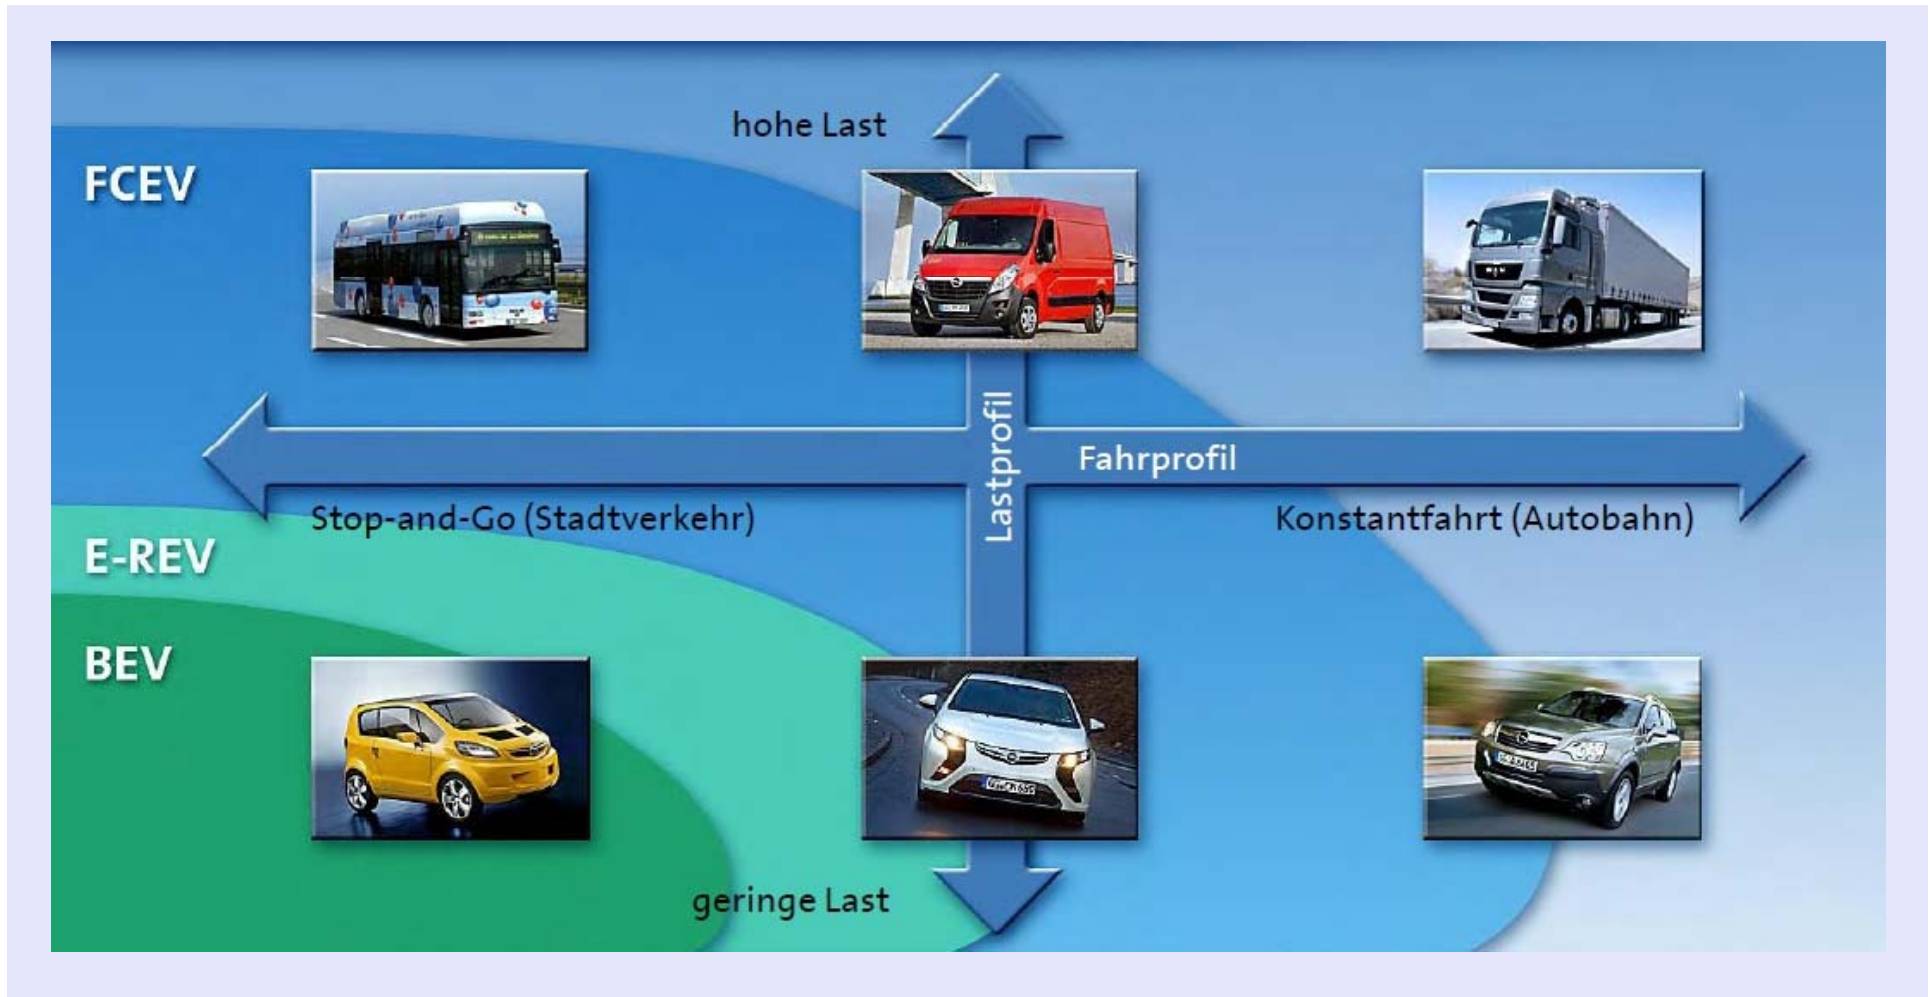 hohe Last
FCEV
Lastprofil
Fahrprofil
Stop-and-Go (Stadtverkehr)
Konstantfahrt (Autobahn)
E-REV
BEV
geringe Last